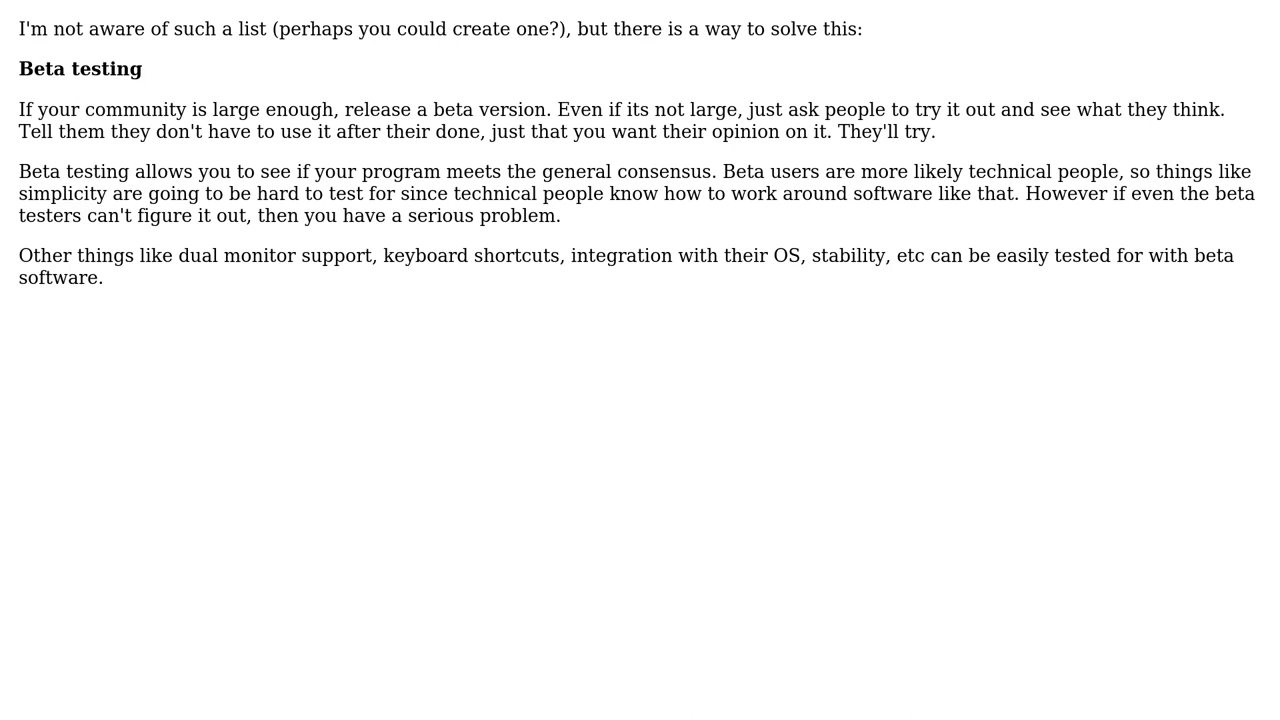 I'm not aware of such a list (perhaps you could create one?), but there is a way to solve this:
Beta testing
If your community is large enough, release a beta version. Even if its not large, just ask people to try it out and see what they think.
Tell them they don't have to use it after their done, just that you want their opinion on it. They'll try.
Beta testing allows you to see if your program meets the general consensus. Beta users are more likely technical people, so things like
simplicity are going to be hard to test for since technical people know how to work around software like that. However if even the beta
testers can't figure it out, then you have a serious problem.
Other things like dual monitor support, keyboard shortcuts, integration with their OS, stability, etc can be easily tested for with beta
software.